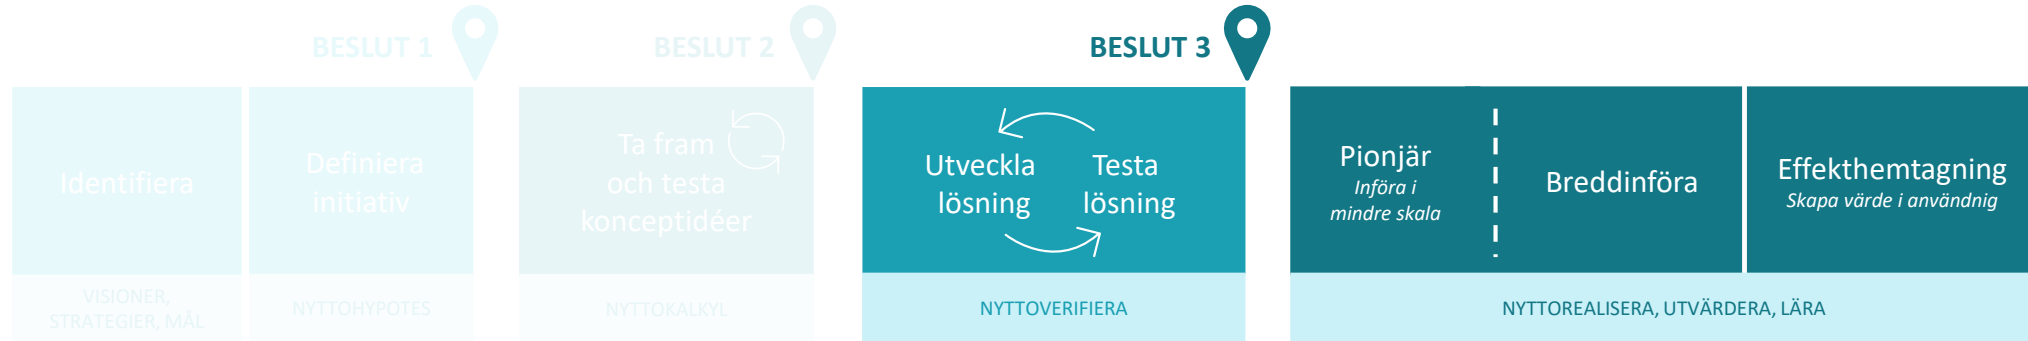 BESLUT 1
BESLUT 2
BESLUT 3
Identifiera
Definiera
initiativ
Ta fram
och testa
konceptidéer
Utveckla
lösning
Testa
lösning
Pionjär
Införa i
mindre skala
Breddinföra
Effekthemtagning
Skapa värde i användnig
VISIONER,
STRATEGIER, MÅL
NYTTOHYPOTES
NYTTOKALKYL
NYTTOVERIFIERA
NYTTOREALISERA, UTVÄRDERA, LÄRA